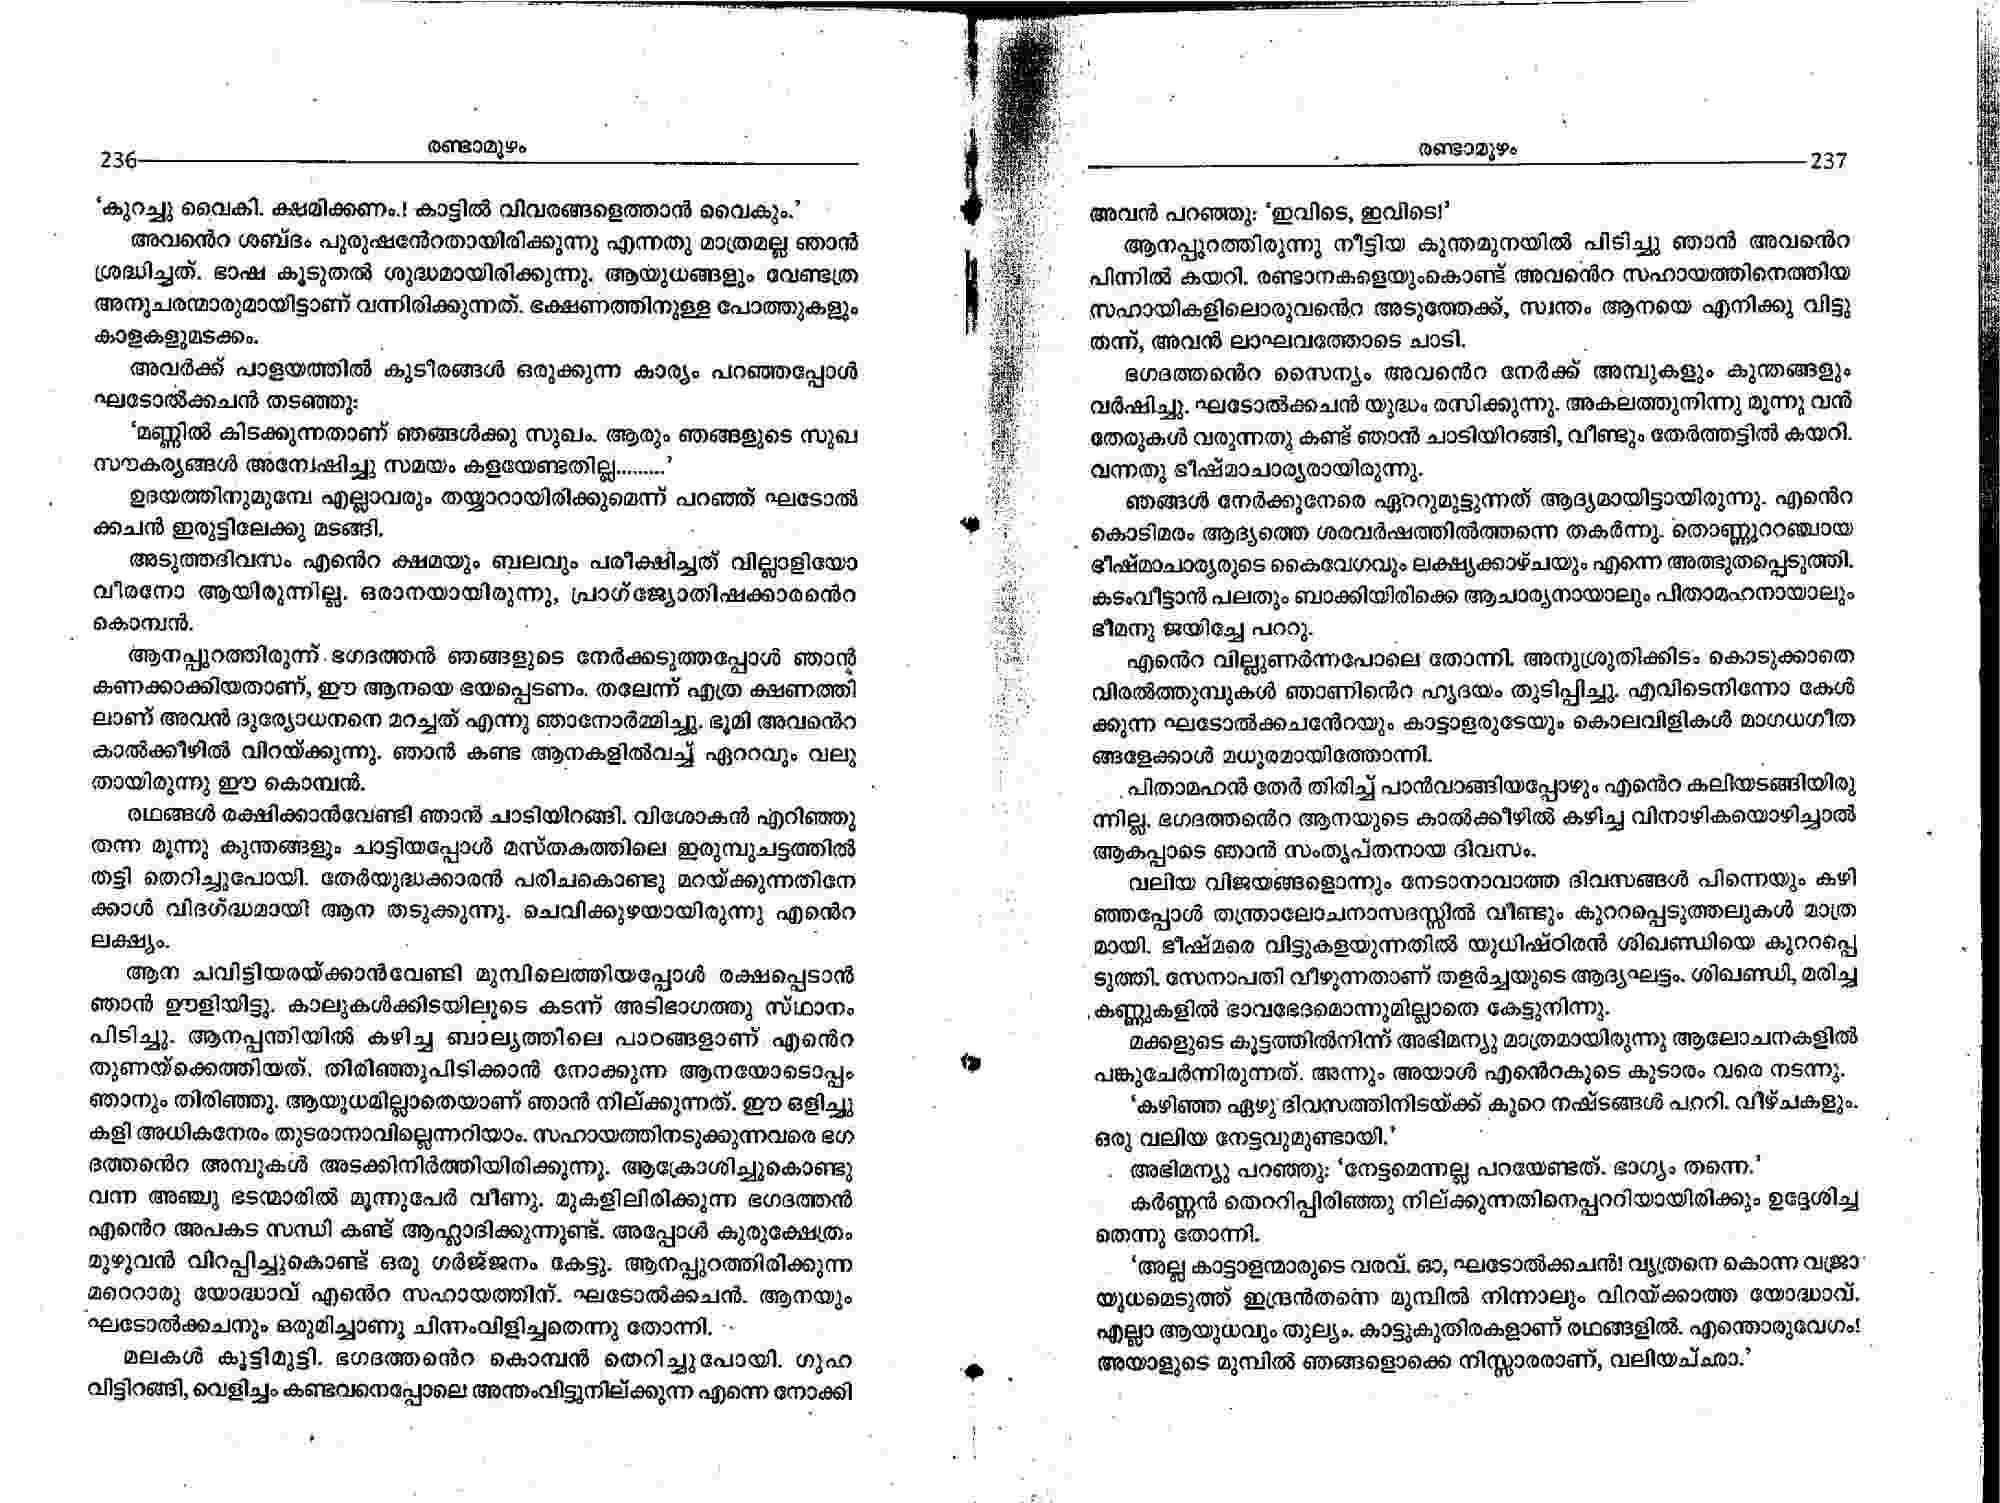 236 രണ്ടാമൂഴം
‘കുറച്ചു വൈകി. ക്ഷമിക്കണം.! കാട്ടിൽ വിവരങ്ങളെത്താൻ വൈകും.’
അവൻെറ ശബ്ദം പുരുഷൻേറതായിരിക്കുന്നു എന്നതു മാത്രമല്ല ഞാൻ
ശ്രദ്ധിച്ചത്. ഭാഷ കൂടുതൽ ശുദ്ധമായിരിക്കുന്നു. ആയുധങ്ങളും വേണ്ടത്ര
അനുചരന്മാരുമായിട്ടാണ് വന്നിരിക്കുന്നത്. ഭക്ഷണത്തിനുള്ള പോത്തുകളും
കാളകളുമടക്കം.
അവർക്ക് പാളയത്തിൽ കുടീരങ്ങൾ ഒരുക്കുന്ന കാര്യം പറഞ്ഞപ്പോൾ
ഘടോൽക്കചൻ തടഞ്ഞു:
‘മണ്ണിൽ കിടക്കുന്നതാണ് ഞങ്ങൾക്കു സുഖം. ആരും ഞങ്ങളുടെ സുഖ
സൗകര്യങ്ങൾ അന്വേഷിച്ചു സമയം കളയേണ്ടതില്ല.........’
ഉദയത്തിനുമുമ്പേ എല്ലാവരും തയ്യാറായിരിക്കുമെന്ന് പറഞ്ഞ് ഘടോൽ
ക്കചൻ ഇരുട്ടിലേക്കു മടങ്ങി.
അടുത്തദിവസം എൻെറ ക്ഷമയും ബലവും പരീക്ഷിച്ചത് വില്ലാളിയോ
വീരനോ ആയിരുന്നില്ല. ഒരാനയായിരുന്നു, പ്രാഗ്ജ്യോതിഷക്കാരൻെറ
കൊമ്പൻ.
ആനപ്പുറത്തിരുന്ന് ഭഗദത്തൻ ഞങ്ങളുടെ നേർക്കടുത്തപ്പോൾ ഞാൻ
കണക്കാക്കിയതാണ്, ഈ ആനയെ ഭയപ്പെടണം. തലേന്ന് എത്ര ക്ഷണത്തി
ലാണ് അവൻ ദുര്യോധനനെ മറച്ചത് എന്നു ഞാനോർമ്മിച്ചു. ഭൂമി അവൻെറ
കാൽക്കീഴിൽ വിറയ്ക്കുന്നു. ഞാൻ കണ്ട ആനകളിൽവച്ച് ഏററവും വലു
തായിരുന്നു ഈ കൊമ്പൻ.
രഥങ്ങൾ രക്ഷിക്കാൻവേണ്ടി ഞാൻ ചാടിയിറങ്ങി. വിശോകൻ എറിഞ്ഞു
തന്ന മൂന്നു കുന്തങ്ങളും ചാട്ടിയപ്പോൾ മസ്തകത്തിലെ ഇരുമ്പുചട്ടത്തിൽ
തട്ടി തെറിച്ചുപോയി. തേർയുദ്ധക്കാരൻ പരിചകൊണ്ടു മറയ്ക്കുന്നതിനേ
ക്കാൾ വിദഗ്ദ്ധമായി ആന തടുക്കുന്നു. ചെവിക്കുഴയായിരുന്നു എൻെറ
ലക്ഷ്യം.
ആന ചവിട്ടിയരയ്ക്കാൻവേണ്ടി മുമ്പിലെത്തിയപ്പോൾ രക്ഷപ്പെടാൻ
ഞാൻ ഊളിയിട്ടു. കാലുകൾക്കിടയിലൂടെ കടന്ന് അടിഭാഗത്തു സ്ഥാനം
പിടിച്ചു. ആനപ്പന്തിയിൽ കഴിച്ച ബാല്യത്തിലെ പാഠങ്ങളാണ് എൻെറ
തുണയ്ക്കെത്തിയത്. തിരിഞ്ഞുപിടിക്കാൻ നോക്കുന്ന ആനയോടൊപ്പം
ഞാനും തിരിഞ്ഞു. ആയുധമില്ലാതെയാണ് ഞാൻ നില്ക്കുന്നത്. ഈ ഒളിച്ചു
കളി അധികനേരം തുടരാനാവില്ലെന്നറിയാം. സഹായത്തിനടുക്കുന്നവരെ ഭഗ
ദത്തൻെറ അമ്പുകൾ അടക്കിനിർത്തിയിരിക്കുന്നു. ആക്രോശിച്ചുകൊണ്ടു
വന്ന അഞ്ചു ഭടന്മാരിൽ മൂന്നുപേർ വീണു. മുകളിലിരിക്കുന്ന ഭഗദത്തൻ
എൻെറ അപകട സന്ധി കണ്ട് ആഹ്ലാദിക്കുന്നുണ്ട്. അപ്പോൾ കുരുക്ഷേത്രം
മുഴുവൻ വിറപ്പിച്ചുകൊണ്ട് ഒരു ഗർജ്ജനം കേട്ടു. ആനപ്പുറത്തിരിക്കുന്ന
മറെറാരു യോദ്ധാവ് എൻെറ സഹായത്തിന്. ഘടോൽക്കചൻ. ആനയും
ഘടോൽക്കചനും ഒരുമിച്ചാണു ചിന്നംവിളിച്ചതെന്നു തോന്നി.
മലകൾ കൂട്ടിമുട്ടി. ഭഗദത്തൻെറ കൊമ്പൻ തെറിച്ചുപോയി. ഗുഹ
വിട്ടിറങ്ങി, വെളിച്ചം കണ്ടവനെപ്പോലെ അന്തംവിട്ടുനില്ക്കുന്ന എന്നെ നോക്കി
രണ്ടാമൂഴം 237
അവൻ പറഞ്ഞു: ‘ഇവിടെ, ഇവിടെ!’
ആനപ്പുറത്തിരുന്നു നീട്ടിയ കുന്തമുനയിൽ പിടിച്ചു ഞാൻ അവൻെറ
പിന്നിൽ കയറി. രണ്ടാനകളെയുംകൊണ്ട് അവൻെറ സഹായത്തിനെത്തിയ
സഹായികളിലൊരുവൻെറ അടുത്തേക്ക്, സ്വന്തം ആനയെ എനിക്കു വിട്ടു
തന്ന്, അവൻ ലാഘവത്തോടെ ചാടി.
ഭഗദത്തൻെറ സൈന്യം അവൻെറ നേർക്ക് അമ്പുകളും കുന്തങ്ങളും
വർഷിച്ചു. ഘടോൽക്കചൻ യുദ്ധം രസിക്കുന്നു. അകലത്തുനിന്നു മൂന്നു വൻ
തേരുകൾ വരുന്നതു കണ്ട് ഞാൻ ചാടിയിറങ്ങി, വീണ്ടും തേർത്തട്ടിൽ കയറി.
വന്നതു ഭീഷ്മാചാര്യരായിരുന്നു.
ഞങ്ങൾ നേർക്കുനേരെ ഏററുമുട്ടുന്നത് ആദ്യമായിട്ടായിരുന്നു. എൻെറ
കൊടിമരം ആദ്യത്തെ ശരവർഷത്തിൽത്തന്നെ തകർന്നു. തൊണ്ണൂററഞ്ചായ
ഭീഷ്മാചാര്യരുടെ കൈവേഗവും ലക്ഷ്യക്കാഴ്ചയും എന്നെ അത്ഭുതപ്പെടുത്തി.
കടംവീട്ടാൻ പലതും ബാക്കിയിരിക്കെ ആചാര്യനായാലും പിതാമഹനായാലും
ഭീമനു ജയിച്ചേ പററു.
എൻെറ വില്ലുണർന്നപോലെ തോന്നി. അനുശ്രുതിക്കിടം കൊടുക്കാതെ
വിരൽത്തുമ്പുകൾ ഞാണിൻെറ ഹൃദയം തുടിപ്പിച്ചു. എവിടെനിന്നോ കേൾ
ക്കുന്ന ഘടോൽക്കചൻേറയും കാട്ടാളരുടേയും കൊലവിളികൾ മാഗധഗീത
ങ്ങളേക്കാൾ മധുരമായിത്തോന്നി.
പിതാമഹൻ തേർ തിരിച്ച് പാൻവാങ്ങിയപ്പോഴും എൻെറ കലിയടങ്ങിയിരു
ന്നില്ല. ഭഗദത്തൻെറ ആനയുടെ കാൽക്കീഴിൽ കഴിച്ച വിനാഴികയൊഴിച്ചാൽ
ആകപ്പാടെ ഞാൻ സംതൃപ്തനായ ദിവസം.
വലിയ വിജയങ്ങളൊന്നും നേടാനാവാത്ത ദിവസങ്ങൾ പിന്നെയും കഴി
ഞ്ഞപ്പോൾ തന്ത്രാലോചനാസദസ്സിൽ വീണ്ടും കുററപ്പെടുത്തലുകൾ മാത്ര
മായി. ഭീഷ്മരെ വിട്ടുകളയുന്നതിൽ യുധിഷ്ഠിരൻ ശിഖണ്ഡിയെ കുററപ്പെ
ടുത്തി. സേനാപതി വീഴുന്നതാണ് തളർച്ചയുടെ ആദ്യഘട്ടം. ശിഖണ്ഡി, മരിച്ച
കണ്ണുകളിൽ ഭാവഭേദമൊന്നുമില്ലാതെ കേട്ടുനിന്നു.
മക്കളുടെ കൂട്ടത്തിൽനിന്ന് അഭിമന്യു മാത്രമായിരുന്നു ആലോചനകളിൽ
പങ്കുചേർന്നിരുന്നത്. അന്നും അയാൾ എൻെറകൂടെ കുടാരം വരെ നടന്നു.
‘കഴിഞ്ഞ ഏഴു ദിവസത്തിനിടയ്ക്ക് കുറെ നഷ്ടങ്ങൾ പററി. വീഴ്ചകളും.
ഒരു വലിയ നേട്ടവുമുണ്ടായി.’
അഭിമന്യു പറഞ്ഞു: ‘നേട്ടമെന്നല്ല പറയേണ്ടത്. ഭാഗ്യം തന്നെ.’
കർണ്ണൻ തെററിപ്പിരിഞ്ഞു നില്ക്കുന്നതിനെപ്പററിയായിരിക്കും ഉദ്ദേശിച്ച
തെന്നു തോന്നി.
‘അല്ല കാട്ടാളന്മാരുടെ വരവ്. ഓ, ഘടോൽക്കചൻ! വൃത്രനെ കൊന്ന വജ്രാ
യുധമെടുത്ത് ഇന്ദ്രൻതന്നെ മുമ്പിൽ നിന്നാലും വിറയ്ക്കാത്ത യോദ്ധാവ്.
എല്ലാ ആയുധവും തുല്യം. കാട്ടുകുതിരകളാണ് രഥങ്ങളിൽ. എന്തൊരുവേഗം!
അയാളുടെ മുമ്പിൽ ഞങ്ങളൊക്കെ നിസ്സാരരാണ്, വലിയച്ഛാ.’